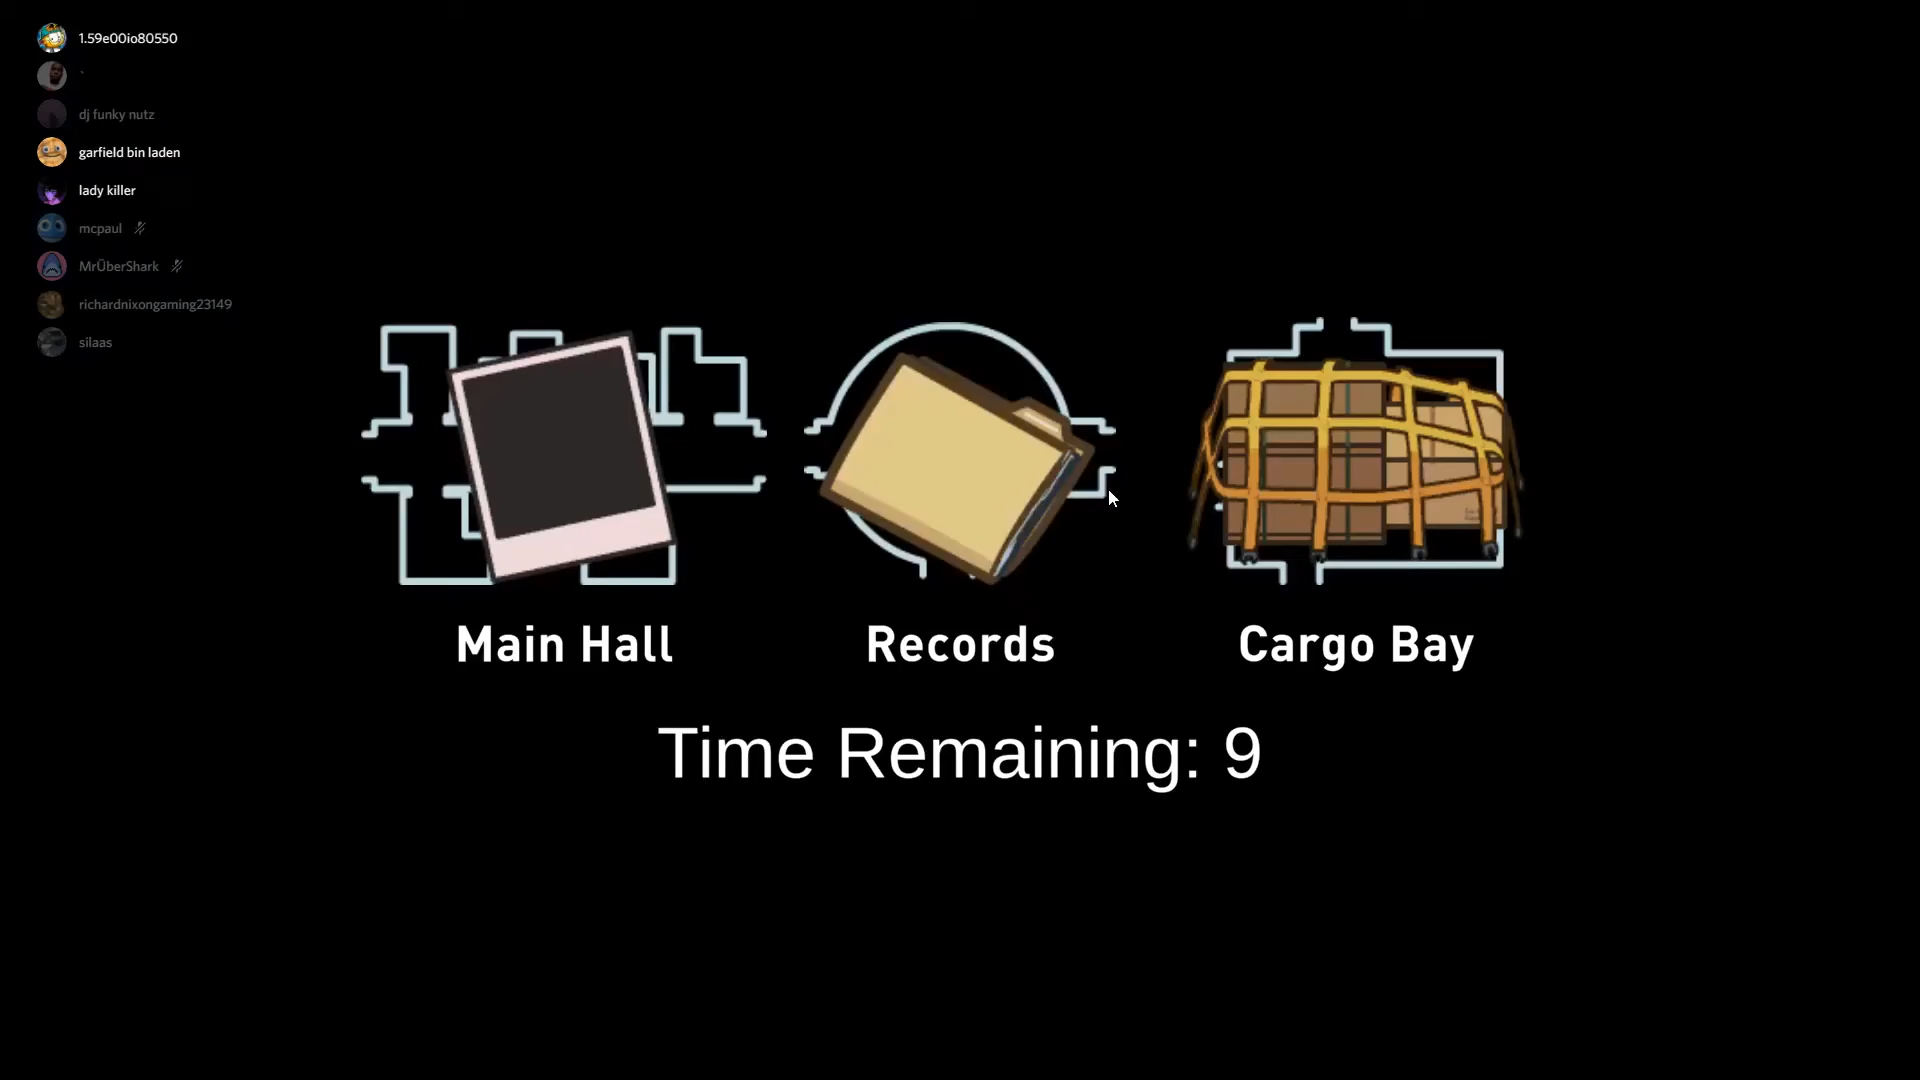 1.59e00io80550
`
dj funky nutz
garfield bin laden
lady killer
mcpaul
MrÜberShark
richardnixongaming23149
silaas
Main Hall
Records
Cargo Bay
Time Remaining: 9